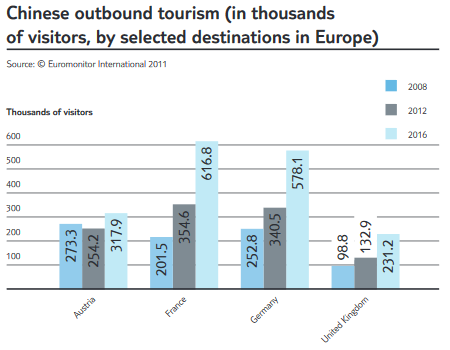 Chinese outbound tourism (in thousands
of visitors, by selected destinations in Europe)
Source: © Euromonitor International 2011
2008
2012
2016
Thousands of visitors
600
500
400
300
200
100
273.3
254.2
317.9
201.5
354.6
616.8
252.8
340.5
578.1
98.8
132.9
231.2
Austria
France
Germany
United Kingdom